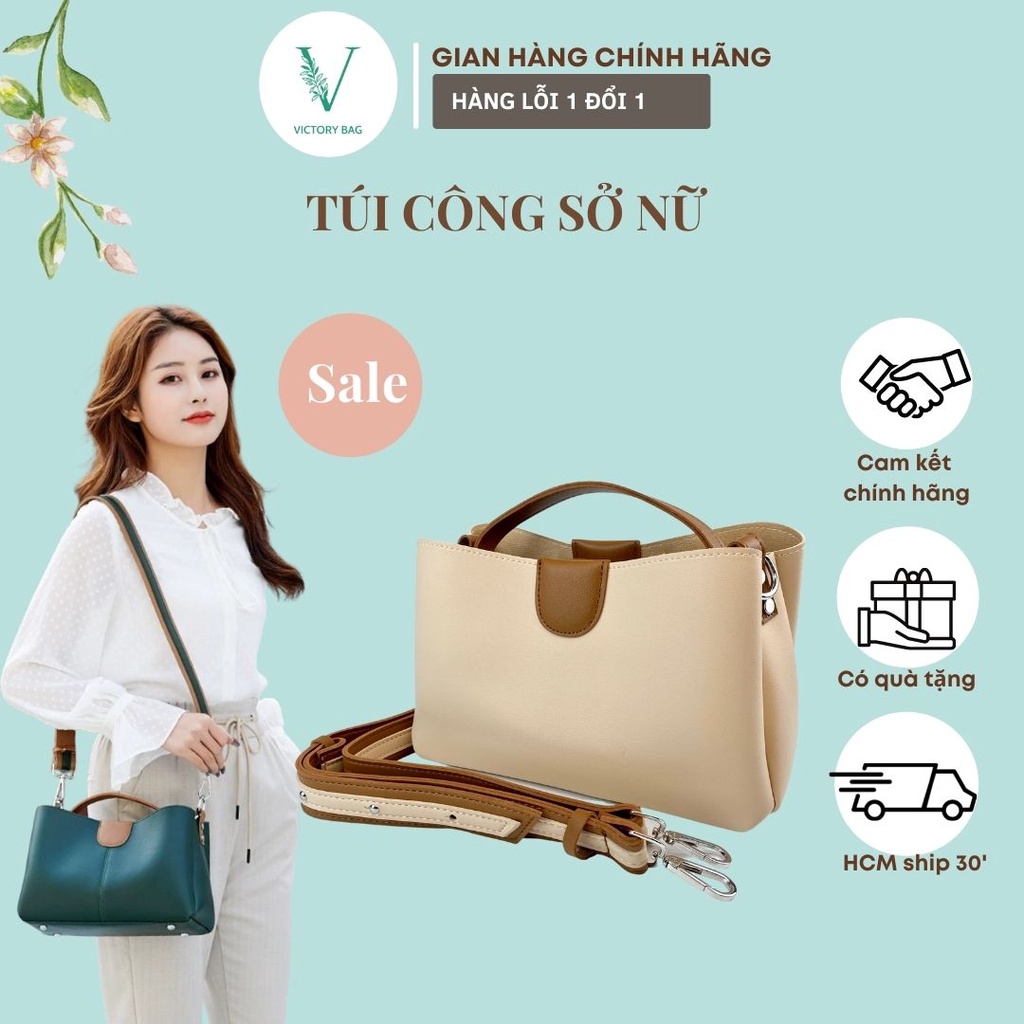 V
VICTORY BAG
GIAN HÀNG CHÍNH HÃNG
HÀNG LỖI 1 ĐỔI 1
TÚI CÔNG SỞ NỮ
Sale
Cam kết
chính hãng
Có quà tặng
HCM ship 30'